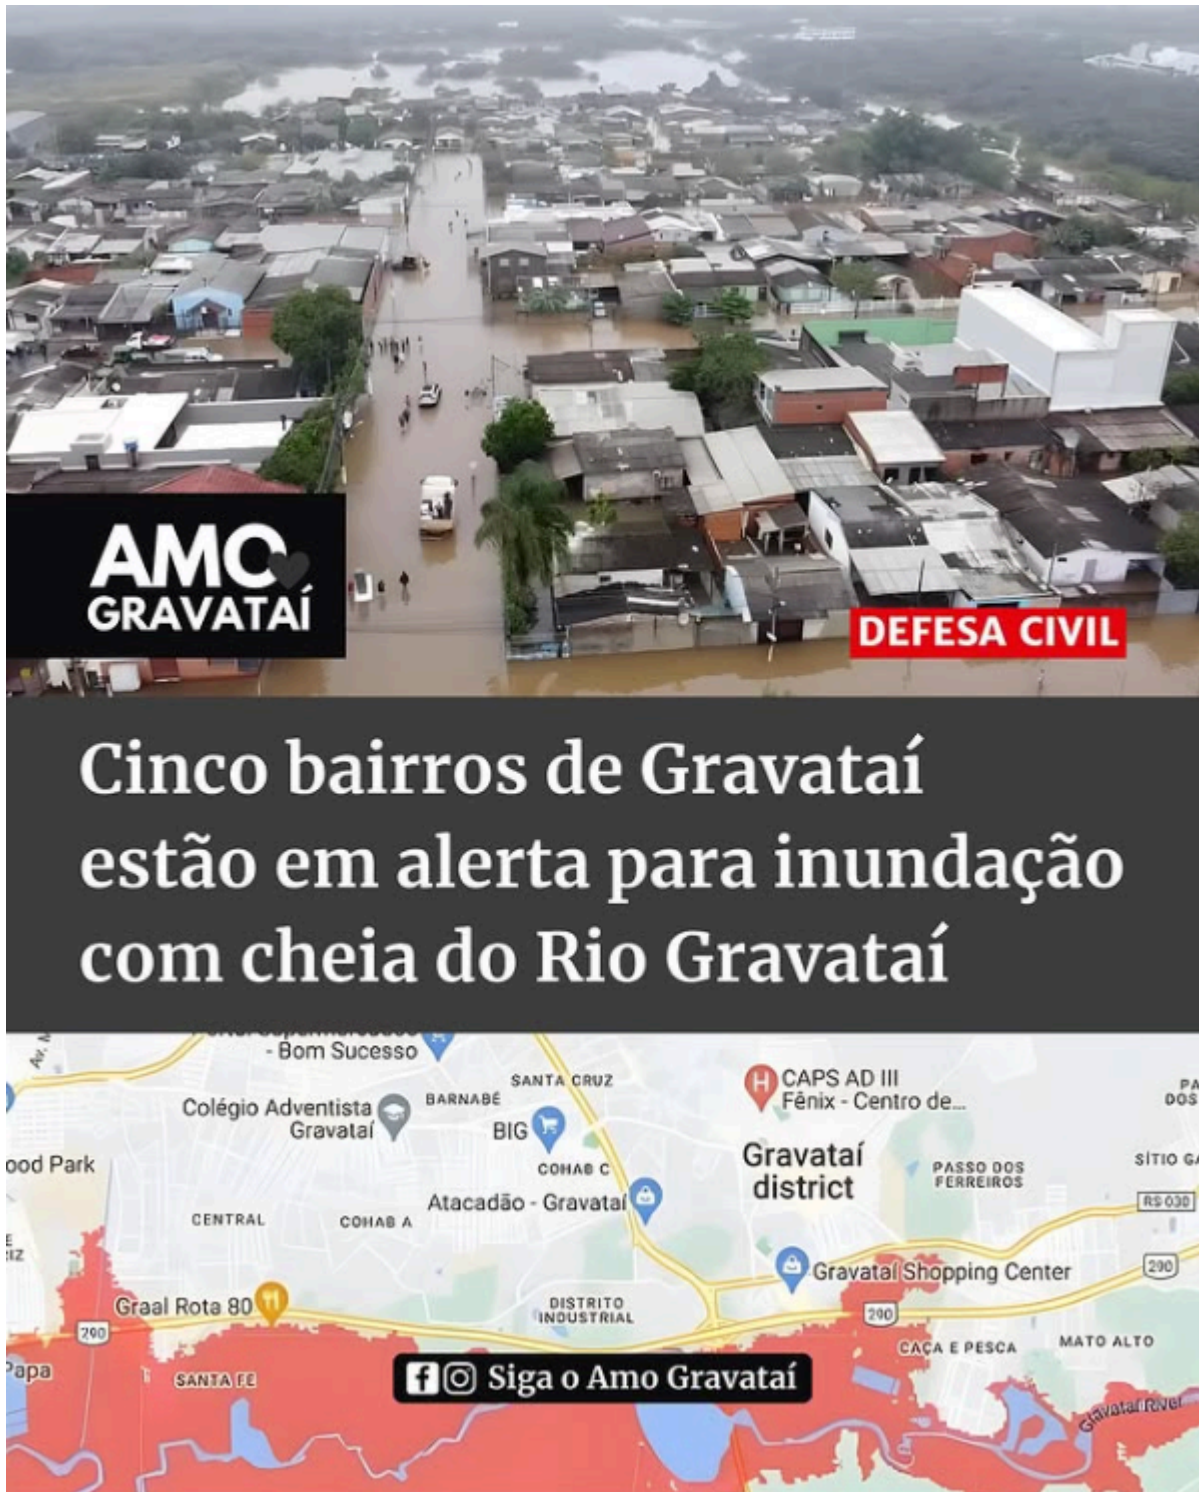 AMO
GRAVATAÍ
DEFESA CIVIL
Cinco bairros de Gravataí
estão em alerta para inundação
com cheia do Rio Gravataí
- Bom Sucesso
SANTA CRUZ
CAPS AD III
Fênix - Centro de...
Colégio Adventista
Gravataí
BARNABÉ
BIG
ood Park
COHAB C
Gravataí
district
PASSO DOS
FERREIROS
SÍTIO GA
Atacadão - Gravataí
RS-030
CENTRAL
COHAB A
Gravataí Shopping Center
290
Graal Rota 80
DISTRITO
INDUSTRIAL
290
290
CAÇA E PESCA
MATO ALTO
Papa
SANTA FÉ
Siga o Amo Gravataí
Gravataí River